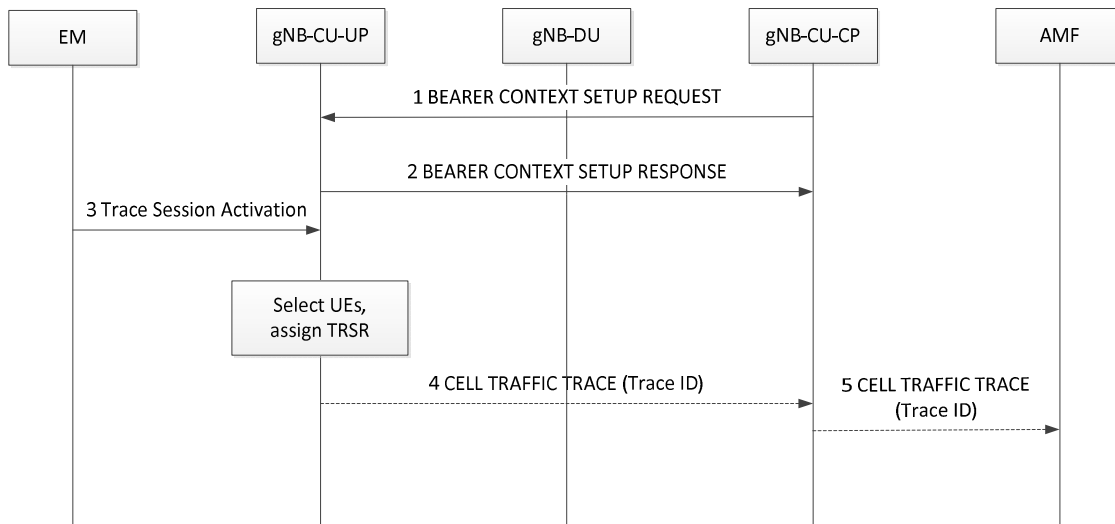 EM
gNB-CU-UP
gNB-DU
gNB-CU-CP
AMF
1 BEARER CONTEXT SETUP REQUEST
2 BEARER CONTEXT SETUP RESPONSE
3 Trace Session Activation
Select UEs,
assign TRSR
4 CELL TRAFFIC TRACE (Trace ID)
5 CELL TRAFFIC TRACE
(Trace ID)